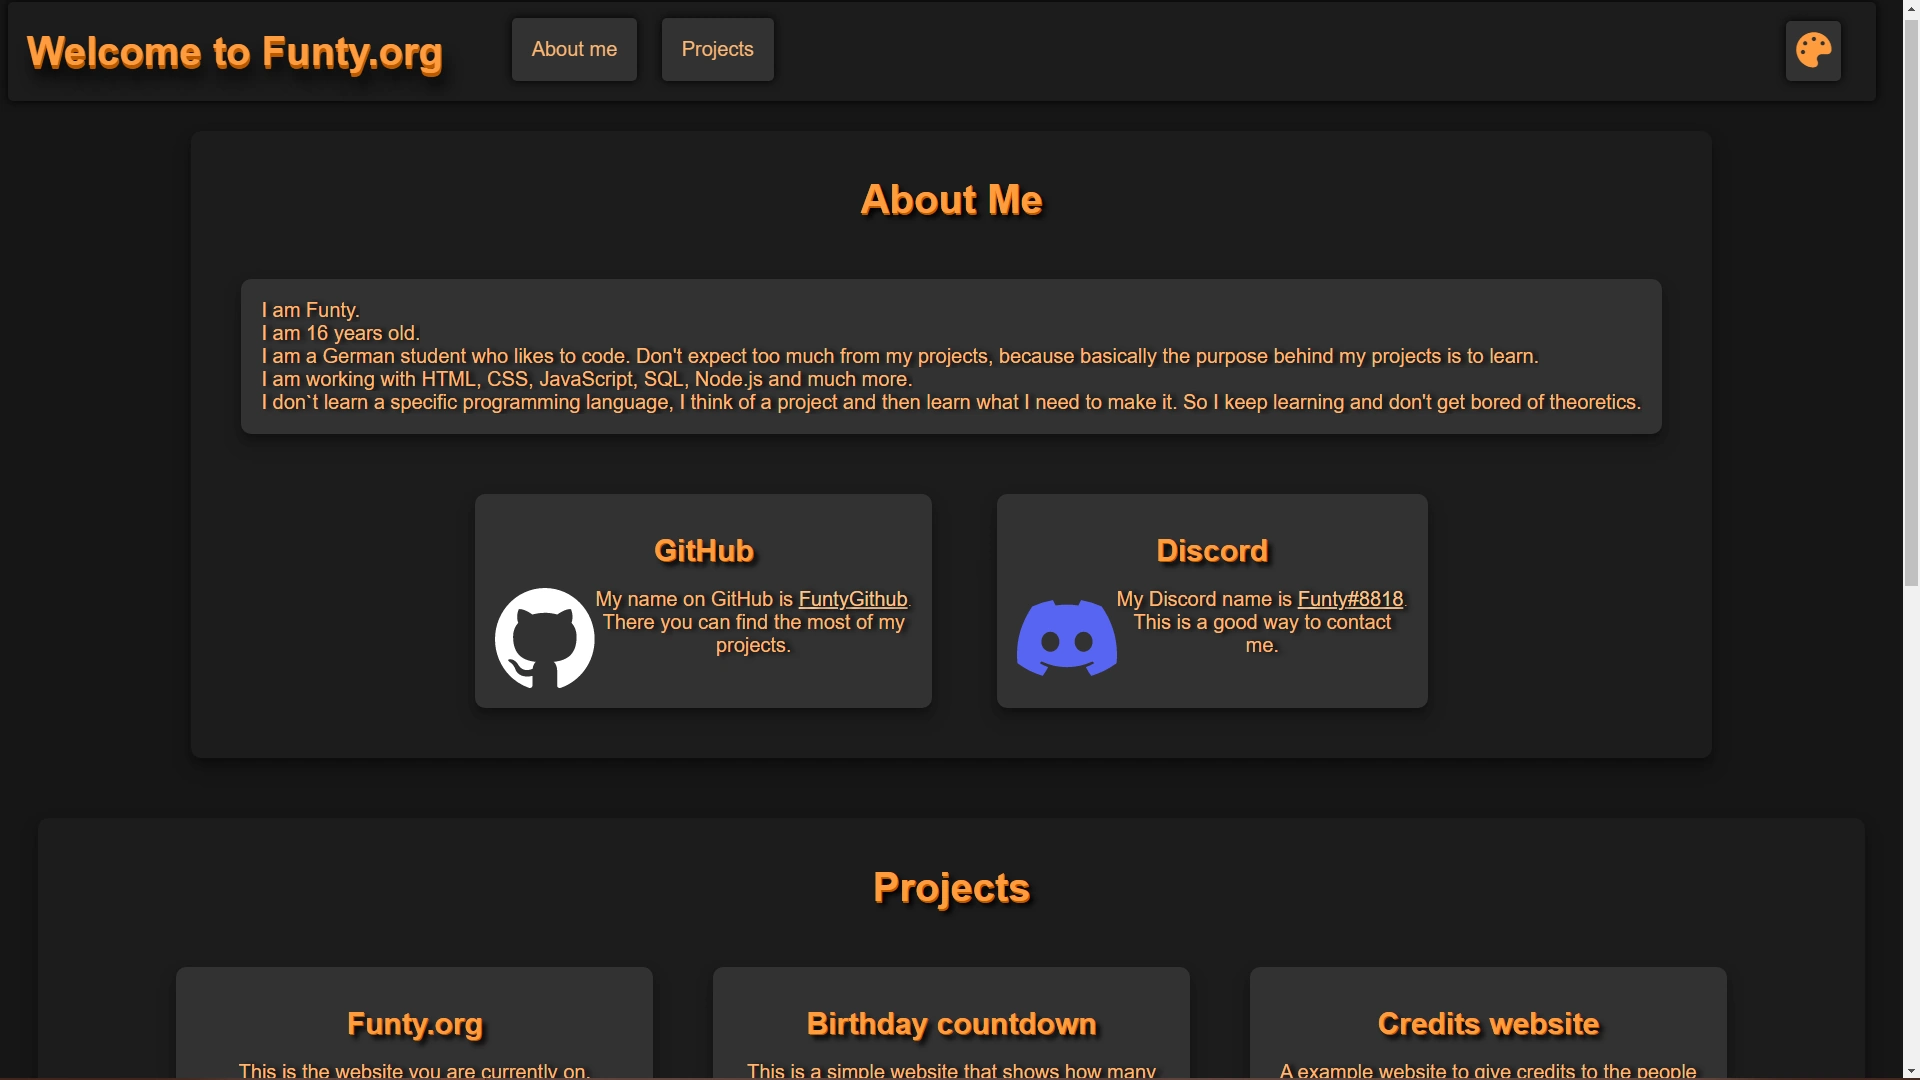 Welcome to Funty.org
About me
Projects
About Me
I am Funty.
I am 16 years old.
I am a German student who likes to code. Don't expect too much from my projects, because basically the purpose behind my projects is to learn.
I am working with HTML, CSS, JavaScript, SQL, Node.js and much more.
I don`t learn a specific programming language, I think of a project and then learn what I need to make it. So I keep learning and don't get bored of theoretics.
GitHub
My name on GitHub is FuntyGithub.
There you can find the most of my
projects.
Discord
My Discord name is Funty#8818.
This is a good way to contact
me.
Projects
Funty.org
This is the website you are currently on.
Birthday countdown
This is a simple website that shows how many
Credits website
A example website to give credits to the people